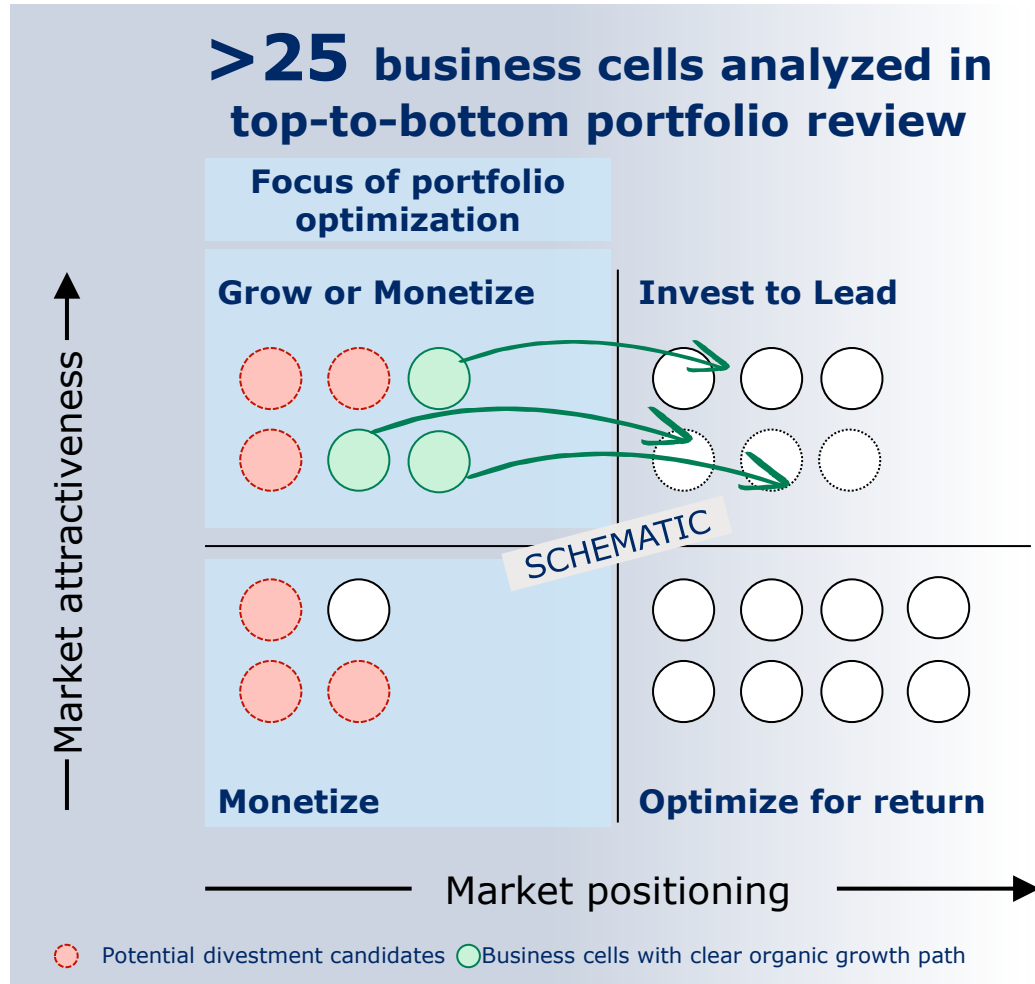 >25 business cells analyzed in
top-to-bottom portfolio review
Focus of portfolio
optimization
Grow or Monetize
Invest to Lead
Market attractiveness
SCHEMATIC
Monetize
Optimize for return
Market positioning
Potential divestment candidates
Business cells with clear organic growth path